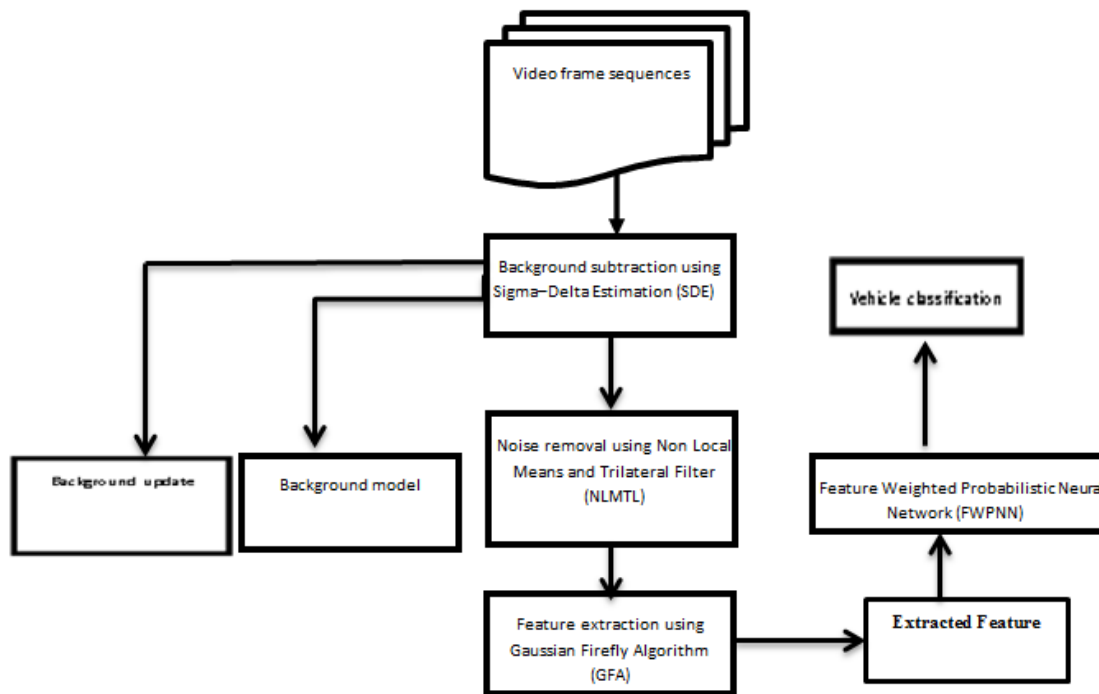 Video frame sequences
Background subtraction using
Sigma–Delta Estimation (SDE)
Vehicle classification
Noise removal using Non Local
Means and Trilateral Filter
(NLMTL)
Background update
Background model
Feature Weighted Probabilistic Neura
Network (FWPNN)
Feature extraction using
Gaussian Firefly Algorithm
(GFA)
Extracted Feature